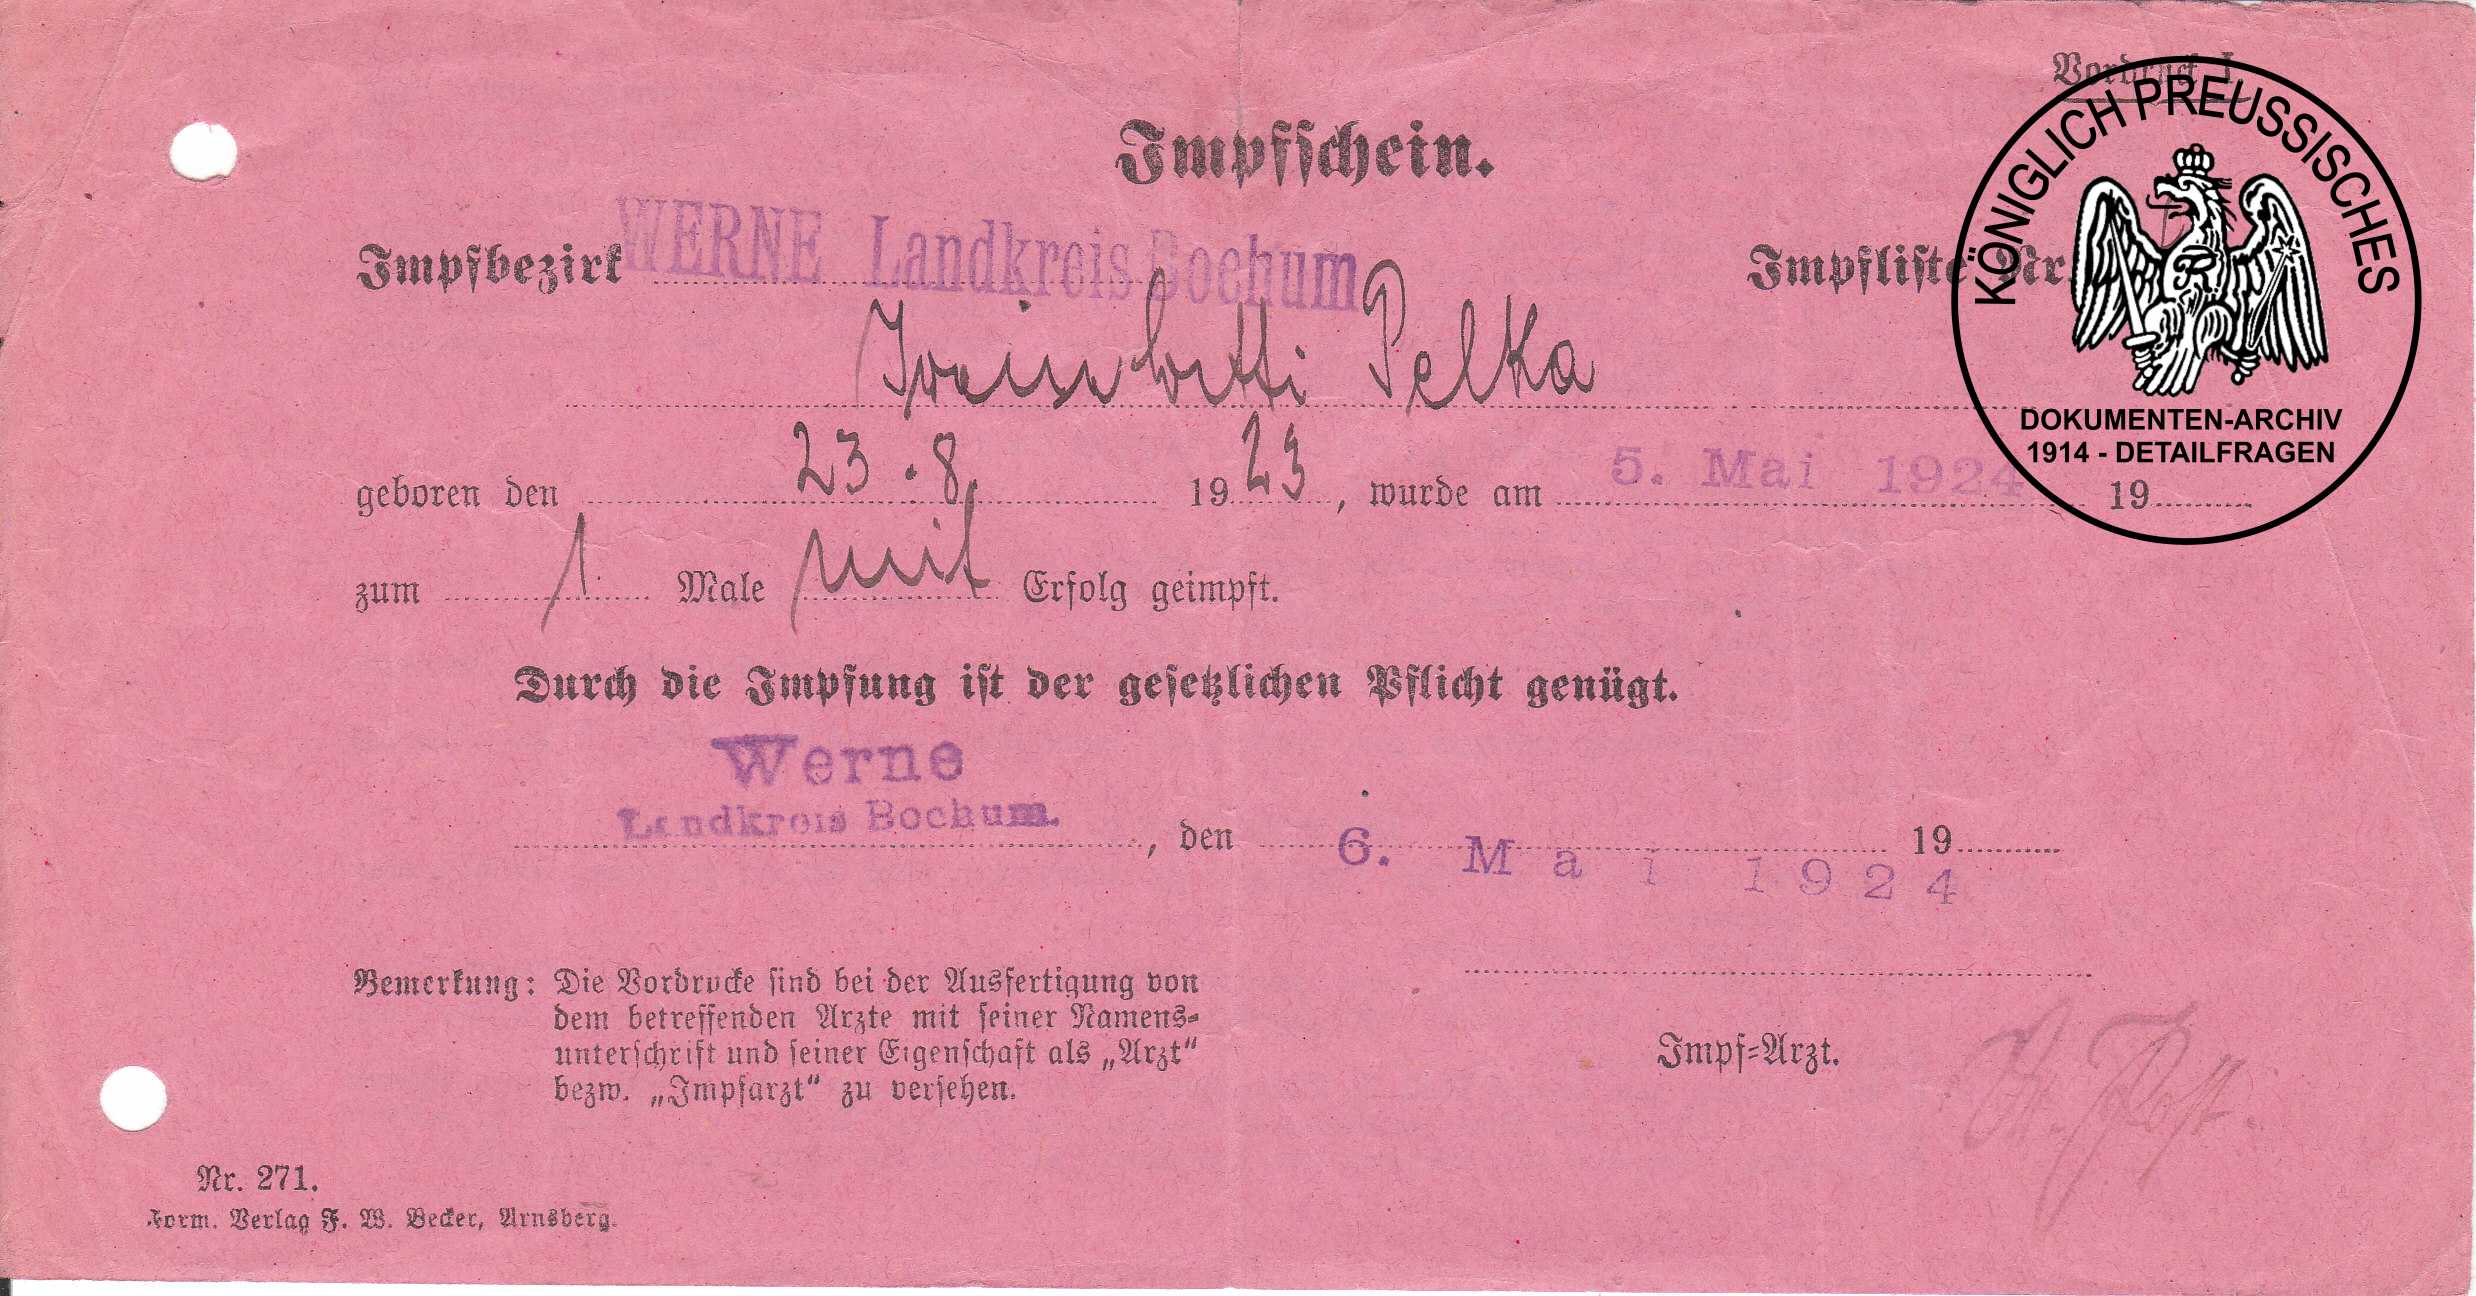 Vordruck I.
Impfschein.
Impfbezirk WERNE Landkreis Bochum Impfliste Nr.
Pelka
geboren den 23.8. 1923, wurde am 5. Mai 1924 19
zum 1. Male mit Erfolg geimpft.
Durch die Impfung ist der gesetzlichen Pflicht genügt.
Werne
Landkreis Bochum.
, den 6. Mai 1924 19
Bemerkung: Die Vordrucke sind bei der Ausfertigung von
dem betreffenden Arzte mit seiner Namens-
unterschrift und seiner Eigenschaft als „Arzt“
bezw. „Impfarzt“ zu versehen.
Impf-Arzt.
Dr. Post.
Nr. 271.
Form. Verlag F. W. Becker, Arnsberg.
KÖNIGLICH PREUSSISCHES
DOKUMENTEN-ARCHIV
1914 - DETAILFRAGEN